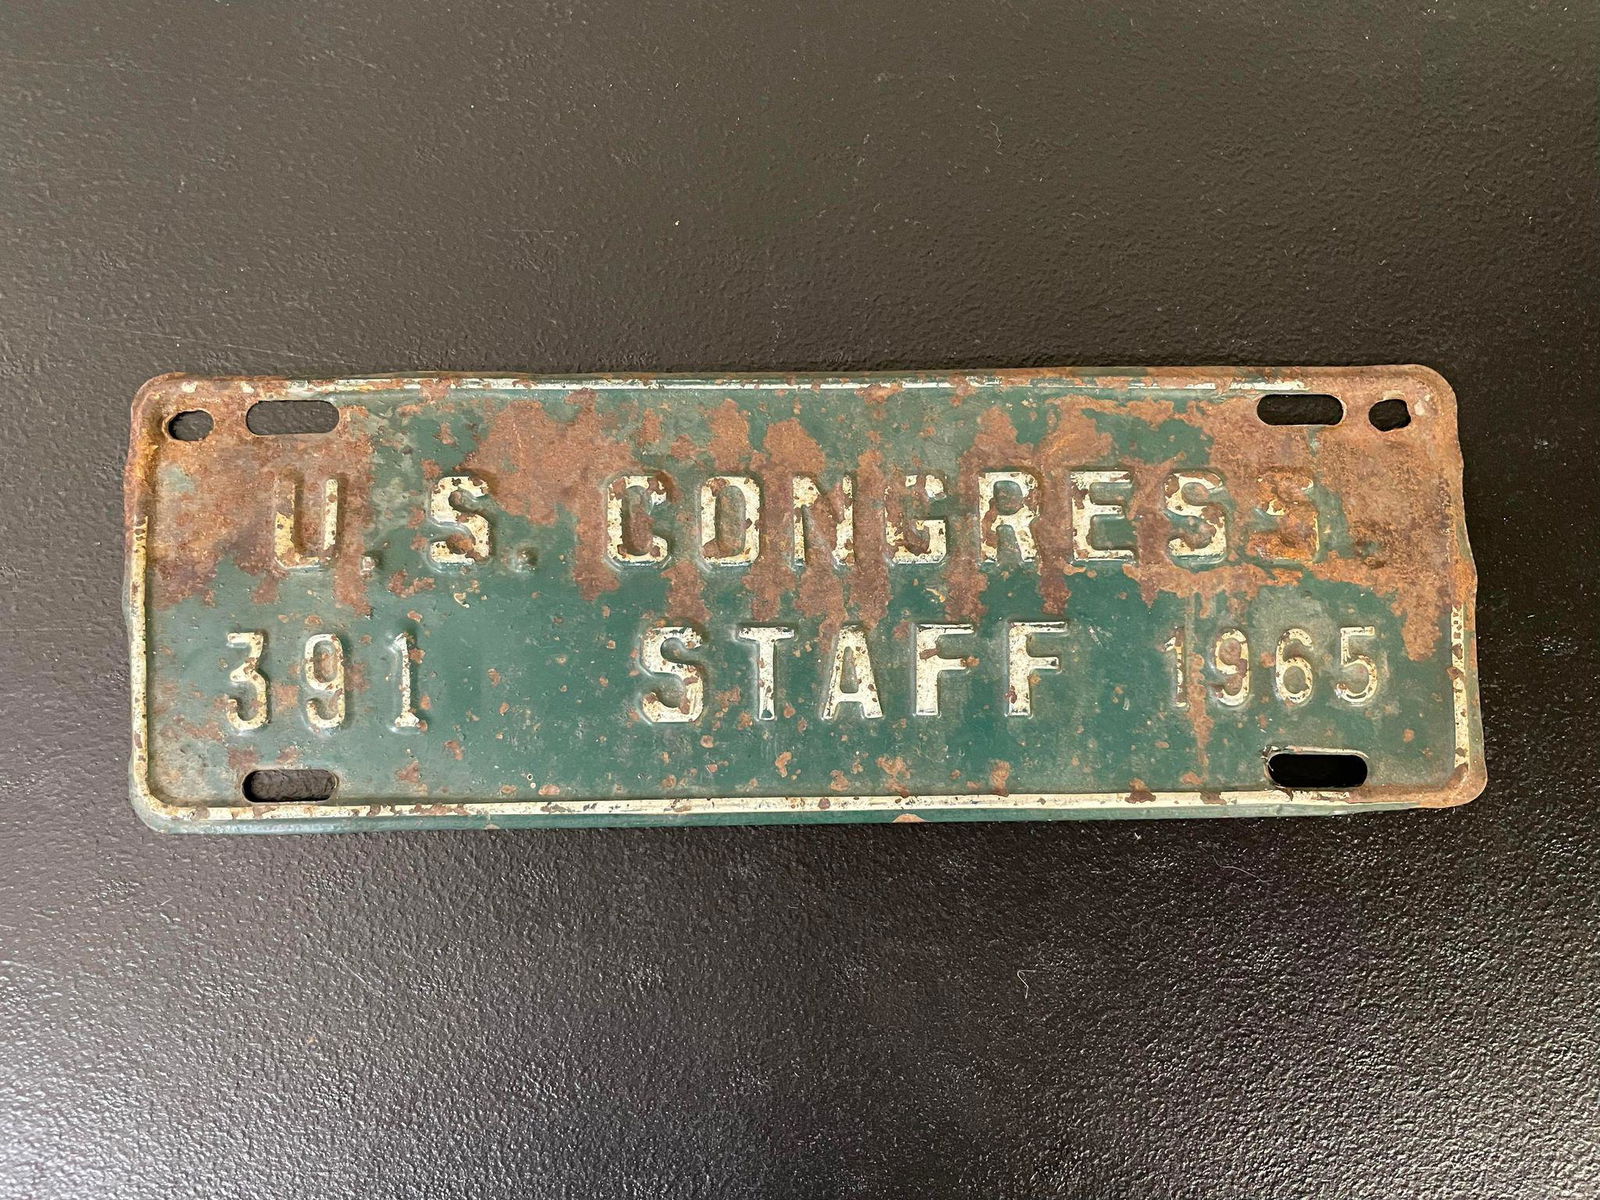 U.S. CONGRESS
391 STAFF 1965